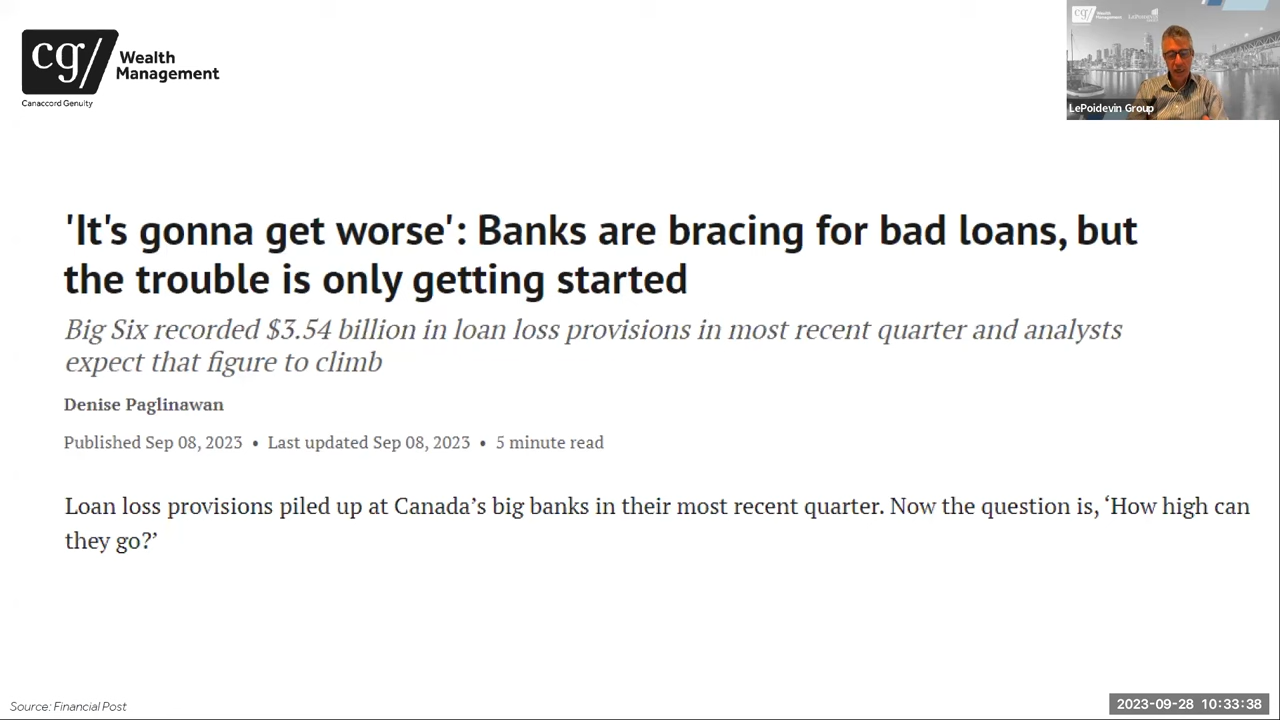 cg/ Wealth
Management
Canaccord Genuity
LePoidevin Group
'It's gonna get worse': Banks are bracing for bad loans, but
the trouble is only getting started
Big Six recorded $3.54 billion in loan loss provisions in most recent quarter and analysts
expect that figure to climb
Denise Paglinawan
Published Sep 08, 2023 • Last updated Sep 08, 2023 • 5 minute read
Loan loss provisions piled up at Canada’s big banks in their most recent quarter. Now the question is, ‘How high can
they go?’
Source: Financial Post
2023-09-28 10:33:38